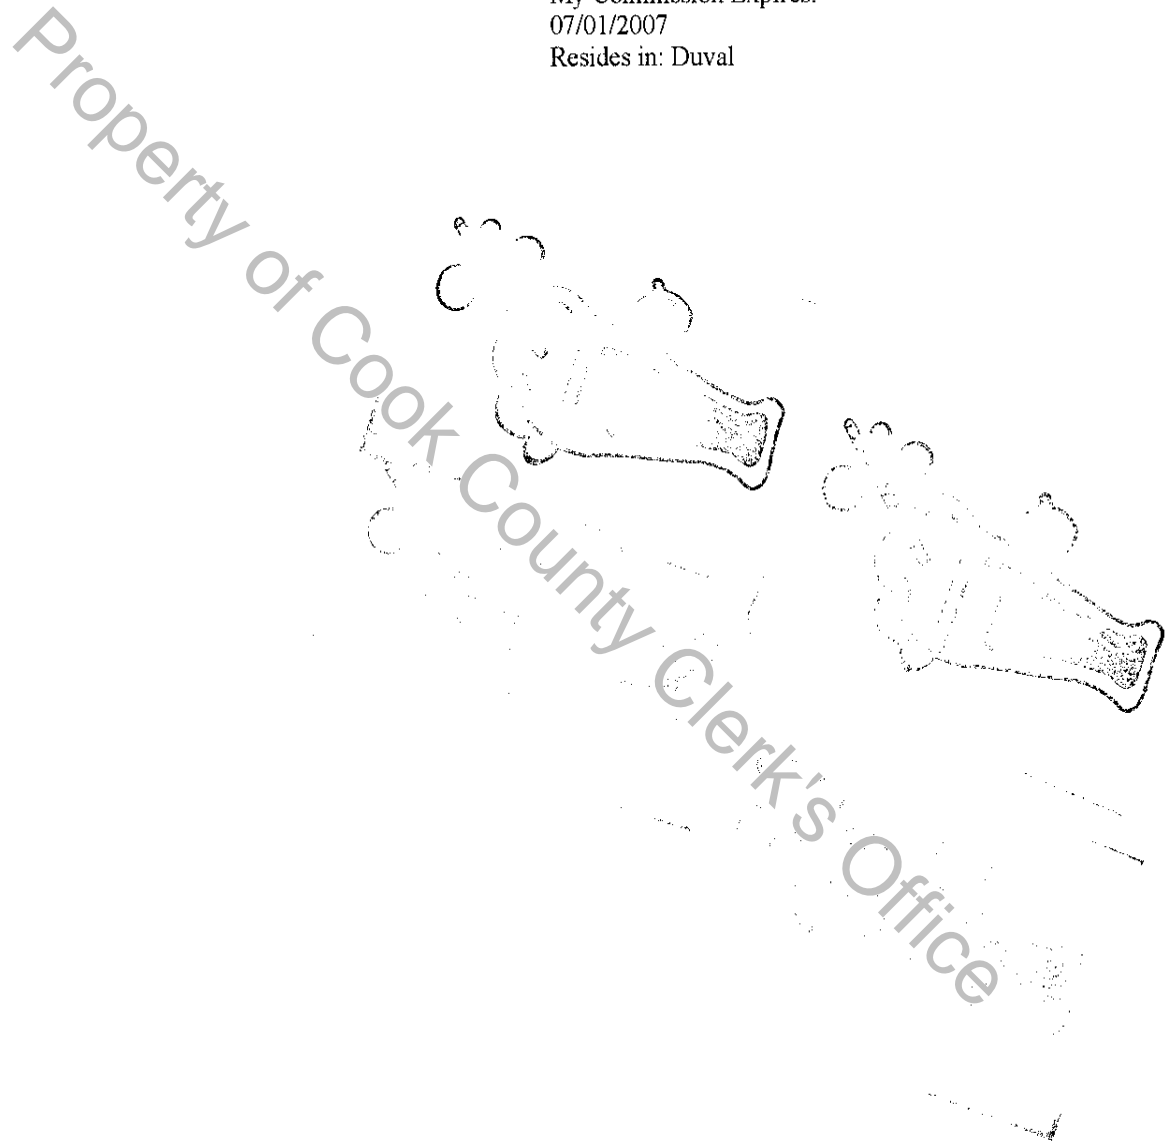 My Commission Expires:
07/01/2007
Resides in: Duval
Property of Cook County Clerk's Office